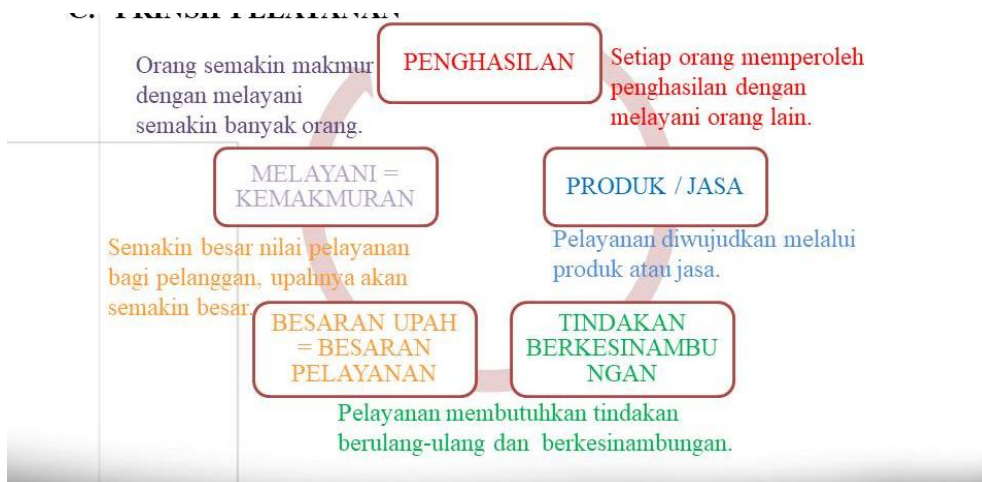 C. PRINSIP PELAYANAN
PENGHASILAN
Setiap orang memperoleh
penghasilan dengan
melayani orang lain.
PRODUK / JASA
Pelayanan diwujudkan melalui
produk atau jasa.
TINDAKAN
BERKESINAMBU
NGAN
Pelayanan membutuhkan tindakan
berulang-ulang dan berkesinambungan.
BESARAN UPAH
= BESARAN
PELAYANAN
Semakin besar nilai pelayanan
bagi pelanggan, upahnya akan
semakin besar.
MELAYANI =
KEMAKMURAN
Orang semakin makmur
dengan melayani
semakin banyak orang.